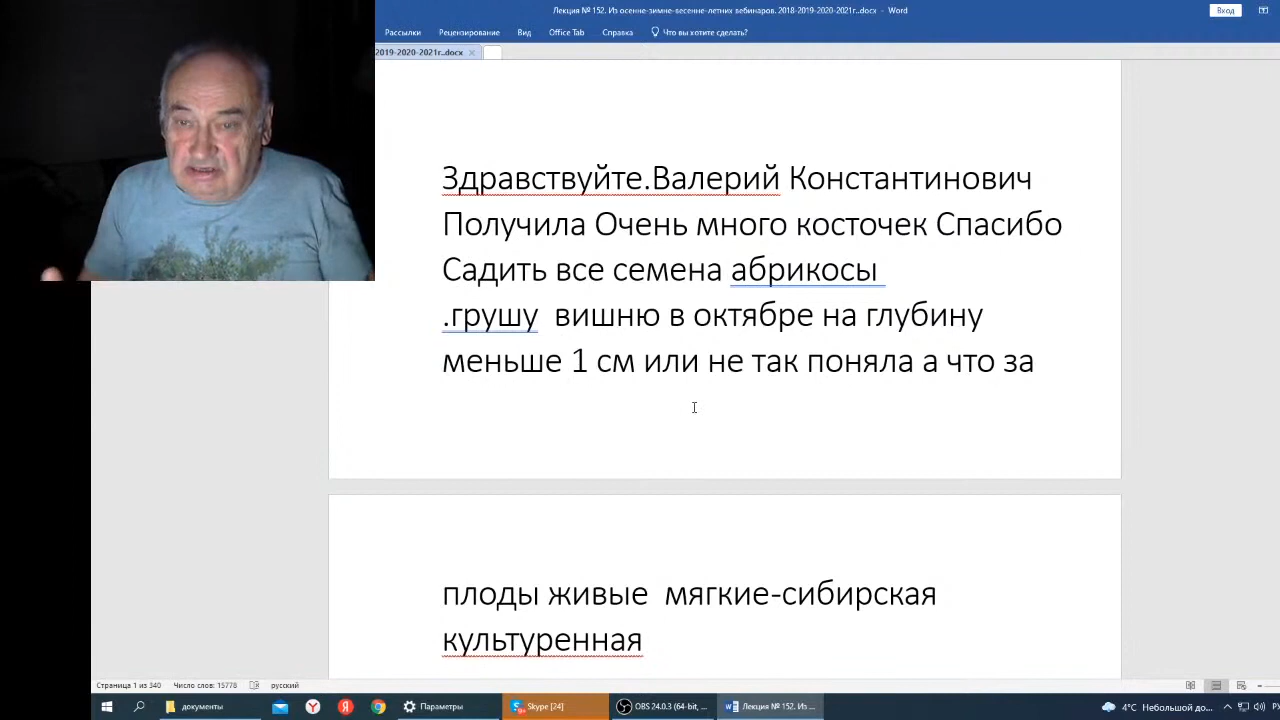 Лекция № 152. Из осенне-зимне-весенне-летних вебинаров. 2018-2019-2020-2021г..docx - Word
Вход
Рассылки Рецензирование Вид Office Tab Справка Что вы хотите сделать?
2019-2020-2021г..docx
Здравствуйте.Валерий Константинович
Получила Очень много косточек Спасибо
Садить все семена абрикосы
.грушу вишню в октябре на глубину
меньше 1 см или не так поняла а что за
плоды живые мягкие-сибирская
культуренная
Страница 1 из 340 Число слов: 15778 русский
документы Параметры Skype [24] OBS 24.0.3 (64-bit, ... Лекция № 152. Из ... 4°C Небольшой до...